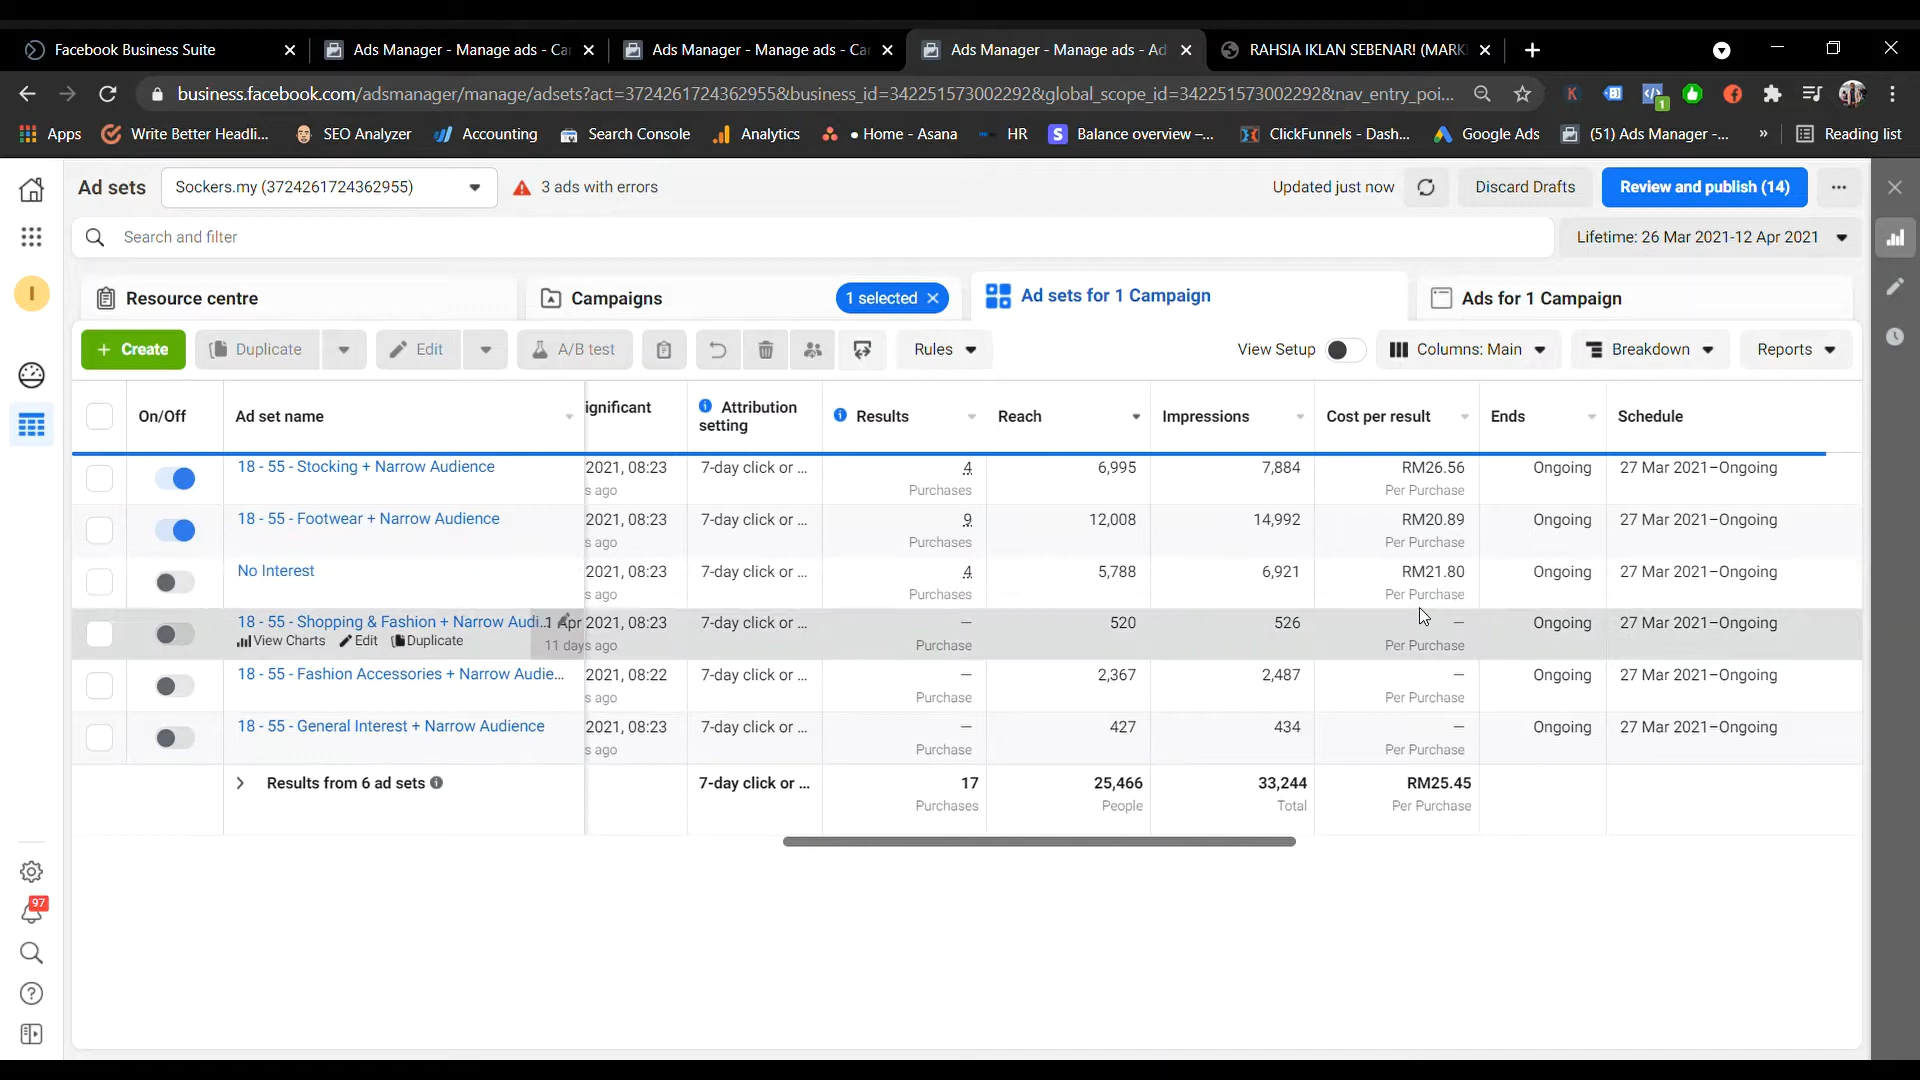 Facebook Business Suite
Ads Manager - Manage ads - Ca
Ads Manager - Manage ads - Ca
Ads Manager - Manage ads - Ad
RAHSIA IKLAN SEBENAR! (MARK
business.facebook.com/adsmanager/manage/adsets?act=3724261724362955&business_id=342251573002292&global_scope_id=342251573002292&nav_entry_poi...
1
Apps
Write Better Headli...
SEO Analyzer
Accounting
Search Console
Analytics
• Home - Asana
HR
Balance overview –...
ClickFunnels - Dash...
Google Ads
(51) Ads Manager -...
»
Reading list
Ad sets
Sockers.my (3724261724362955)
3 ads with errors
Updated just now
Discard Drafts
Review and publish (14)
Search and filter
Lifetime: 26 Mar 2021-12 Apr 2021
I
Resource centre
Campaigns
1 selected
Ad sets for 1 Campaign
Ads for 1 Campaign
+ Create
Duplicate
Edit
A/B test
Rules
View Setup
Columns: Main
Breakdown
Reports
On/Off
Ad set name
ignificant
Attribution setting
Results
Reach
Impressions
Cost per result
Ends
Schedule
18 - 55 - Stocking + Narrow Audience 2021, 08:23 7-day click or ... 4 6,995 7,884 RM26.56 Ongoing 27 Mar 2021–Ongoing
s ago Purchases Per Purchase
18 - 55 - Footwear + Narrow Audience 2021, 08:23 7-day click or ... 9 12,008 14,992 RM20.89 Ongoing 27 Mar 2021–Ongoing
s ago Purchases Per Purchase
No Interest 2021, 08:23 7-day click or ... 4 5,788 6,921 RM21.80 Ongoing 27 Mar 2021–Ongoing
s ago Purchases Per Purchase
18 - 55 - Shopping & Fashion + Narrow Audi... 1 Apr 2021, 08:23 7-day click or ... – 520 526 – Ongoing 27 Mar 2021–Ongoing
View Charts Edit Duplicate 11 days ago Purchase Per Purchase
18 - 55 - Fashion Accessories + Narrow Audie... 2021, 08:22 7-day click or ... – 2,367 2,487 – Ongoing 27 Mar 2021–Ongoing
s ago Purchase Per Purchase
18 - 55 - General Interest + Narrow Audience 2021, 08:23 7-day click or ... – 427 434 – Ongoing 27 Mar 2021–Ongoing
s ago Purchase Per Purchase
Results from 6 ad sets 7-day click or ... 17 25,466 33,244 RM25.45
Purchases People Total Per Purchase
97